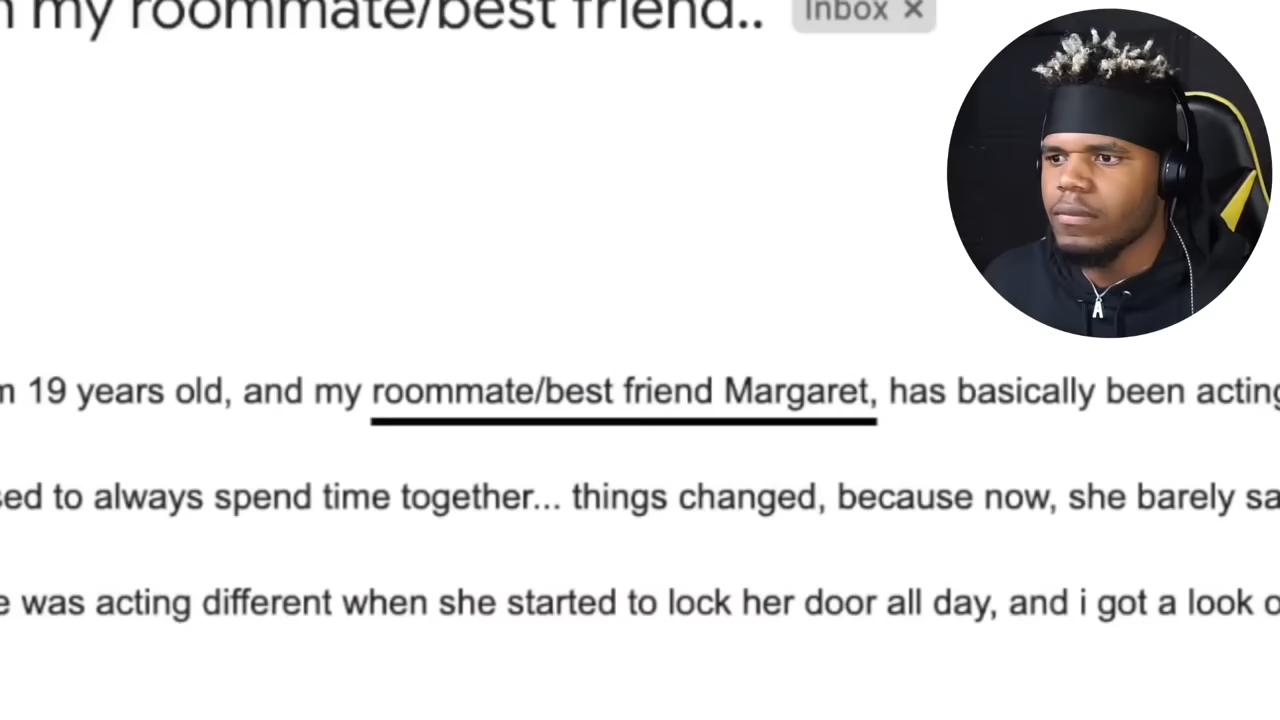 my roommate/best friend..
Inbox ×
19 years old, and my roommate/best friend Margaret, has basically been acting
to always spend time together... things changed, because now, she barely
was acting different when she started to lock her door all day, and i got a look
A